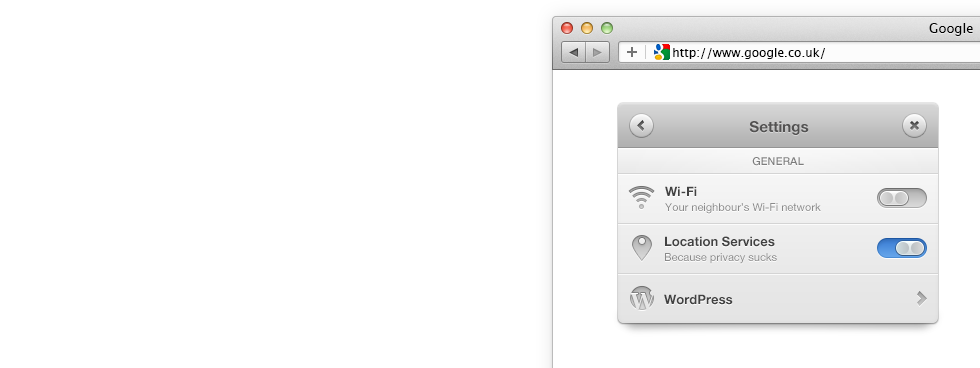 Google
http://www.google.co.uk/
Settings
GENERAL
Wi-Fi
Your neighbour's Wi-Fi network
Location Services
Because privacy sucks
WordPress